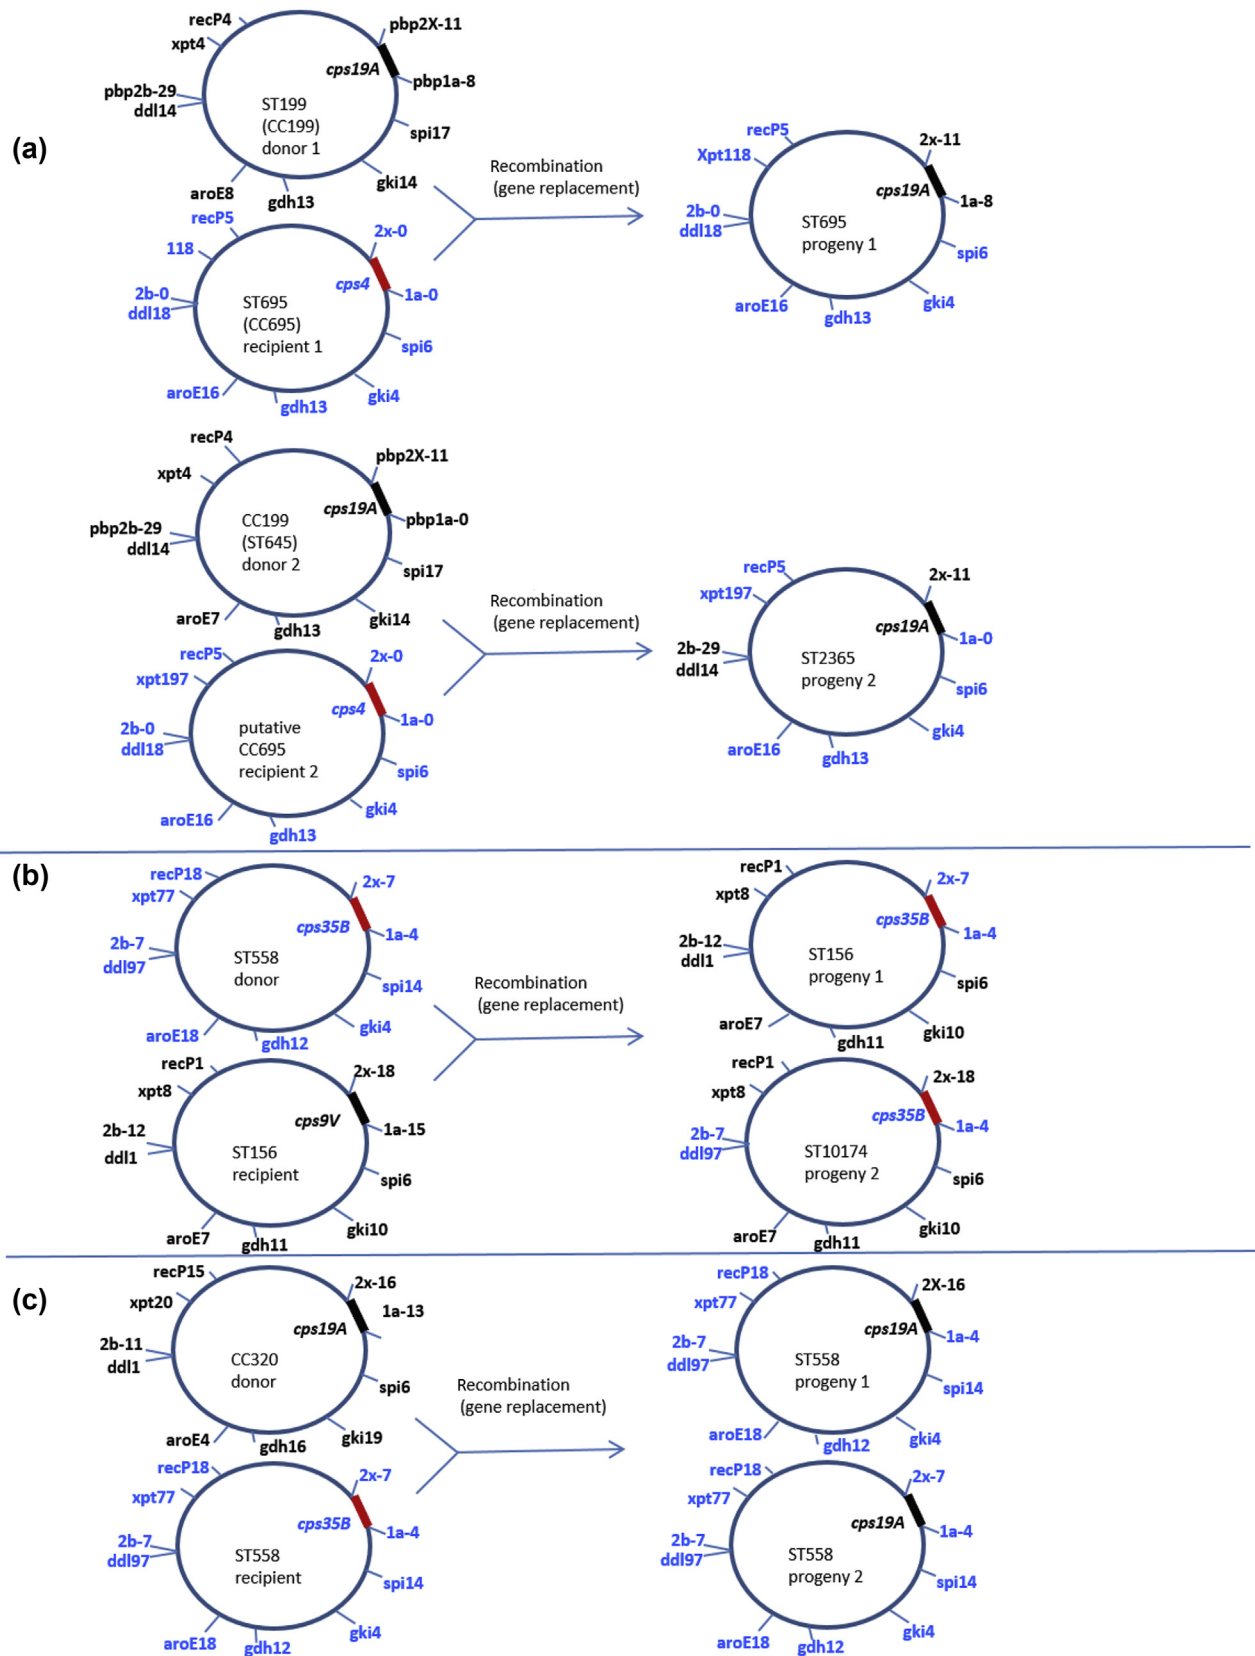 (a)
recP4
xpt4
pbp2b-29
ddl14
aroE8
gdh13
gki14
spi17
pbp1a-8
pbp2X-11
cps19A
ST199
(CC199)
donor 1
recP5
118
2b-0
ddl18
aroE16
gdh13
gki4
spi6
1a-0
2x-0
cps4
ST695
(CC695)
recipient 1
Recombination
(gene replacement)
recP5
Xpt118
2b-0
ddl18
aroE16
gdh13
gki4
spi6
1a-8
2x-11
cps19A
ST695
progeny 1
recP4
xpt4
pbp2b-29
ddl14
aroE7
gdh13
gki14
spi17
pbp1a-0
pbp2X-11
cps19A
CC199
(ST645)
donor 2
recP5
xpt197
2b-0
ddl18
aroE16
gdh13
gki4
spi6
1a-0
2x-0
cps4
putative
CC695
recipient 2
Recombination
(gene replacement)
recP5
xpt197
2b-29
ddl14
aroE16
gdh13
gki4
spi6
1a-0
2x-11
cps19A
ST2365
progeny 2
(b)
recP18
xpt77
2b-7
ddl97
aroE18
gdh12
gki4
spi14
1a-4
2x-7
cps35B
ST558
donor
recP1
xpt8
2b-12
ddl1
aroE7
gdh11
gki10
spi6
1a-15
2x-18
cps9V
ST156
recipient
Recombination
(gene replacement)
recP1
xpt8
2b-12
ddl1
aroE7
gdh11
gki10
spi6
1a-4
2x-7
cps35B
ST156
progeny 1
recP1
xpt8
2b-7
ddl97
aroE7
gdh11
gki10
spi6
1a-4
2x-18
cps35B
ST10174
progeny 2
(c)
recP15
xpt20
2b-11
ddl1
aroE4
gdh16
gki19
spi6
1a-13
2x-16
cps19A
CC320
donor
recP18
xpt77
2b-7
ddl97
aroE18
gdh12
gki4
spi14
1a-4
2x-7
cps35B
ST558
recipient
Recombination
(gene replacement)
recP18
xpt77
2b-7
ddl97
aroE18
gdh12
gki4
spi14
1a-4
2X-16
cps19A
ST558
progeny 1
recP18
xpt77
2b-7
ddl97
aroE18
gdh12
gki4
spi14
1a-4
2x-7
cps19A
ST558
progeny 2